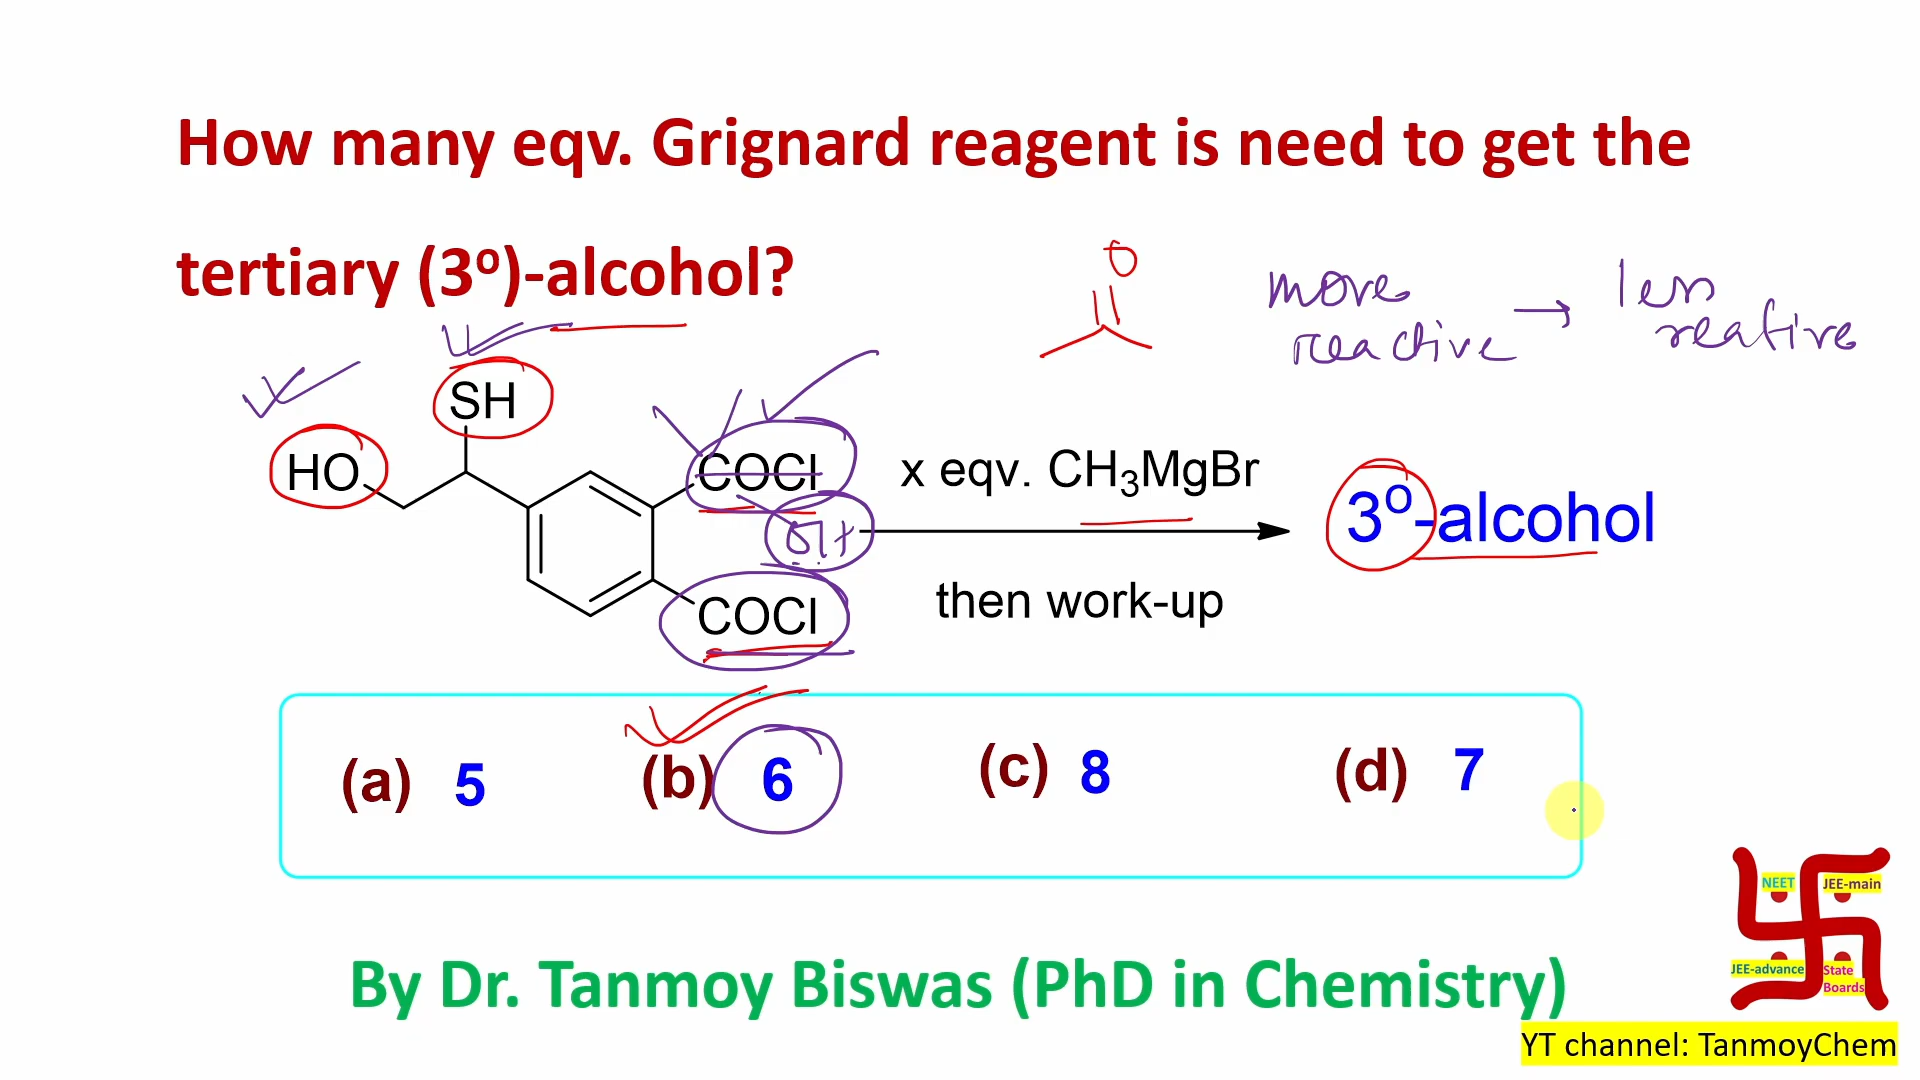 How many eqv. Grignard reagent is need to get the
tertiary (3º)-alcohol?
O
more
reactive → less
reative
SH
HO
COCl
COCl
x eqv. CH₃MgBr
then work-up
3º-alcohol
(a) 5 (b) 6 (c) 8 (d) 7
By Dr. Tanmoy Biswas (PhD in Chemistry)
NEET JEE-main
JEE-advance State
Boards
YT channel: TanmoyChem